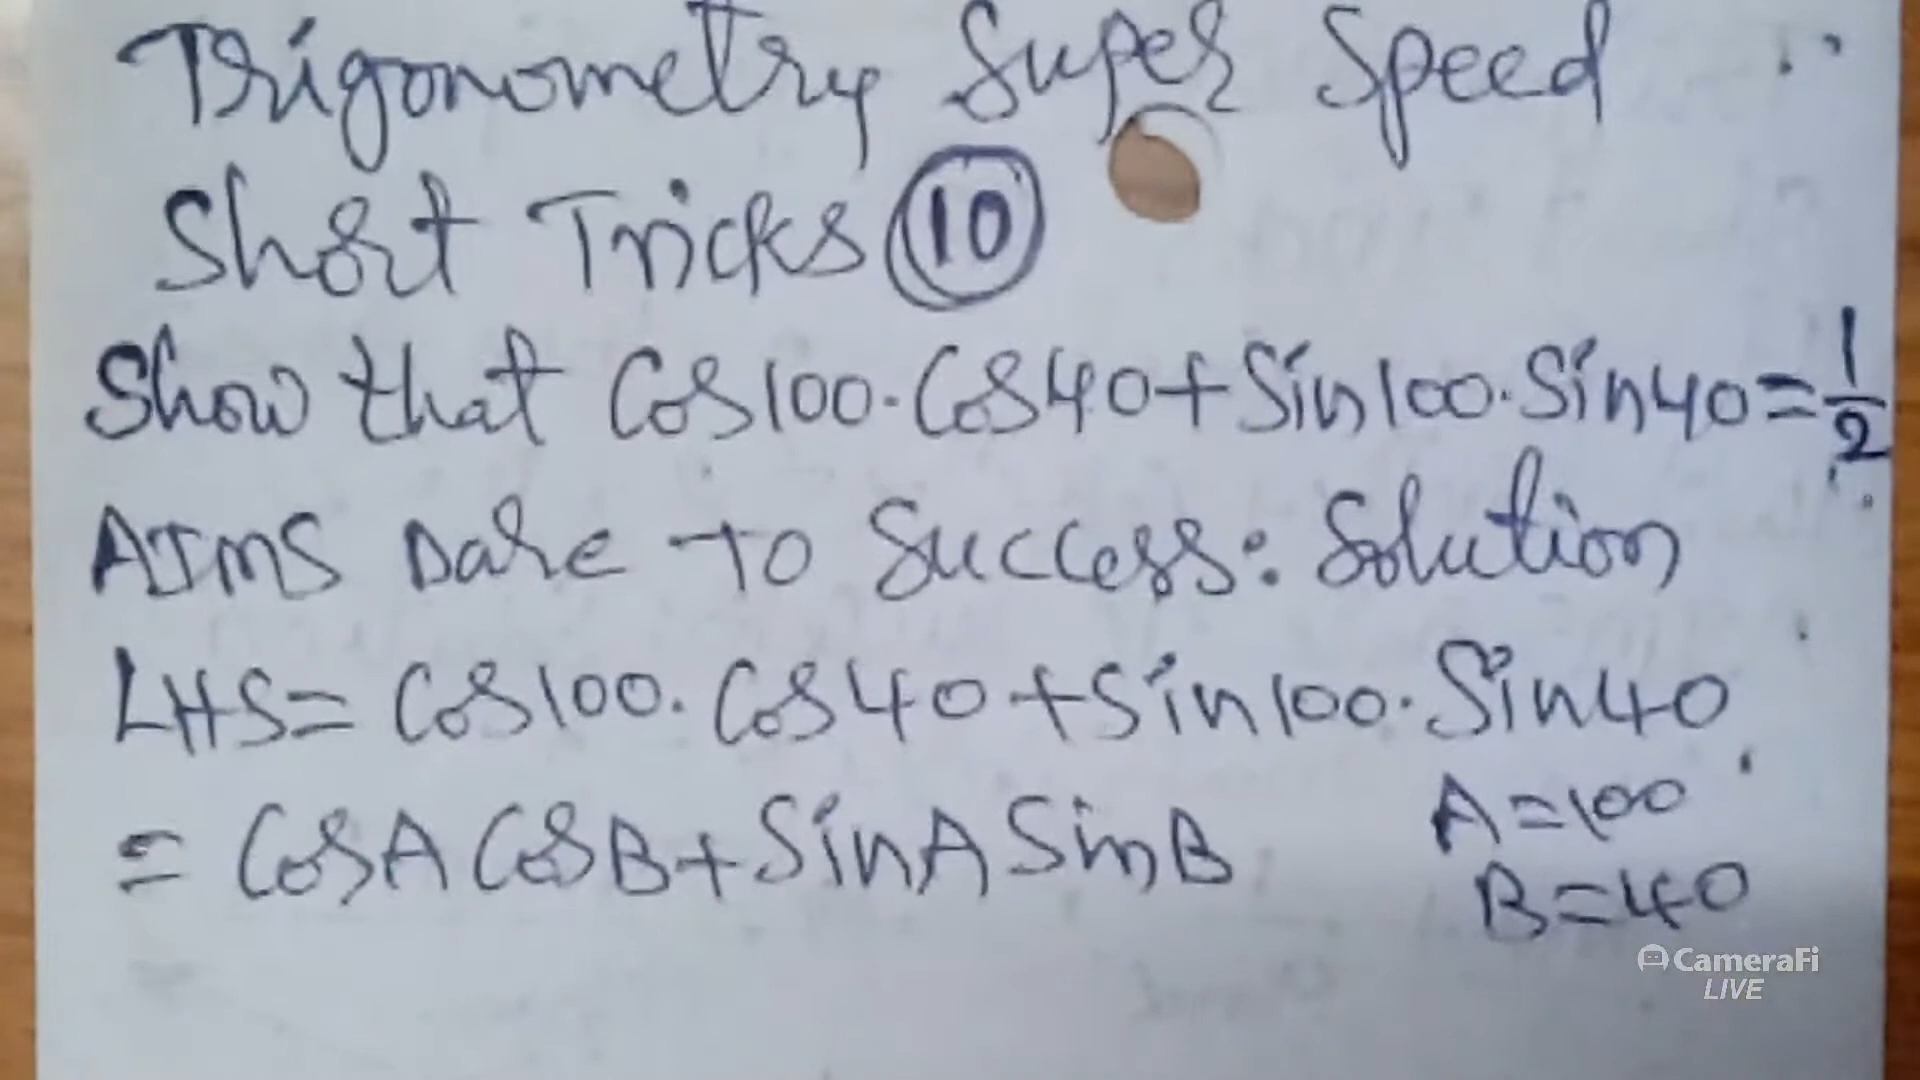 Trigonometry Super Speed
Short Tricks 10
Show that Cos100.Cos40+Sin100.Sin40=1/2
AIMS Dare to Success: Solution
LHS= Cos100.Cos40+Sin100.Sin40
= CosA CosB+SinA SinB
A=100
B=40
CameraFi
LIVE